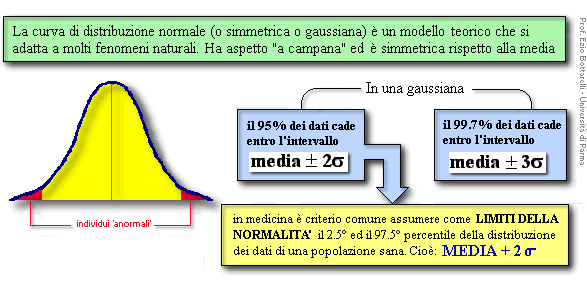 La curva di distribuzione normale (o simmetrica o gaussiana) è un modello teorico che si
adatta a molti fenomeni naturali. Ha aspetto "a campana" ed è simmetrica rispetto alla media
Prof. Ezio Bottarelli - Università di Parma
In una gaussiana
il 95% dei dati cade
entro l'intervallo
media ± 2σ
il 99.7% dei dati cade
entro l'intervallo
media ± 3σ
individui 'anormali'
in medicina è criterio comune assumere come LIMITI DELLA
NORMALITA' il 2.5° ed il 97.5° percentile della distribuzione
dei dati di una popolazione sana. Cioè: MEDIA + 2 σ